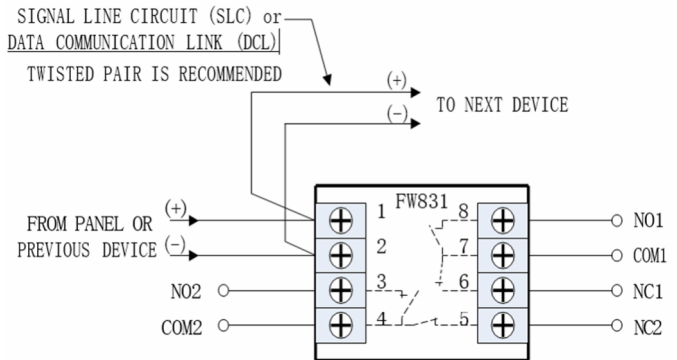 SIGNAL LINE CIRCUIT (SLC) or
DATA COMMUNICATION LINK (DCL)
TWISTED PAIR IS RECOMMENDED
(+)
(-)
TO NEXT DEVICE
FROM PANEL OR
PREVIOUS DEVICE
(+)
(-)
NO2
COM2
FW831
1
2
3
4
8
7
6
5
NO1
COM1
NC1
NC2